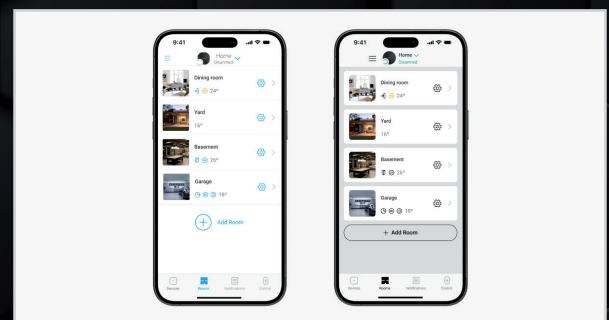 9:41
Home
Disarmed
Dining room
24°
Yard
16°
Basement
26°
Garage
18°
Add Room
Devices
Rooms
Notifications
Control
9:41
Home
Disarmed
Dining room
24°
Yard
16°
Basement
26°
Garage
18°
+ Add Room
Devices
Rooms
Notifications
Control